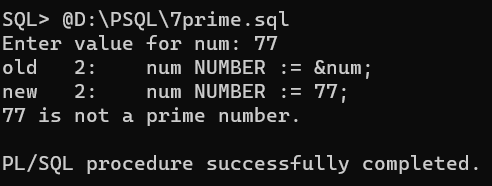 SQL> @D:\PSQL\7prime.sql
Enter value for num: 77
old   2:    num NUMBER := &num;
new   2:    num NUMBER := 77;
77 is not a prime number.

PL/SQL procedure successfully completed.